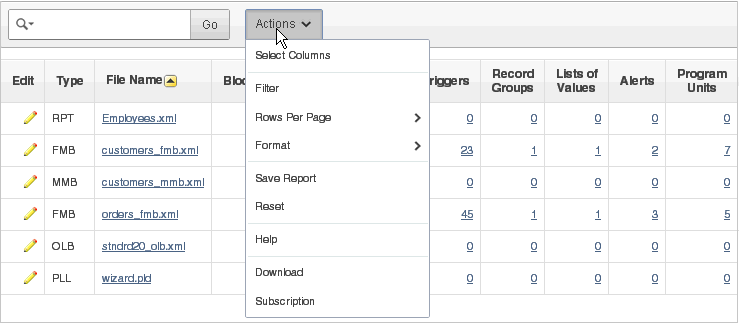 Go Actions
Select Columns
Filter
Rows Per Page
Format
Save Report
Reset
Help
Download
Subscription
Edit Type File Name Bloc riggers Record Groups Lists of Values Alerts Program Units
RPT Employees.xml 0 0 0 0 0
FMB customers_fmb.xml 23 1 1 2 7
MMB customers_mmb.xml 0 0 0 0 0
FMB orders_fmb.xml 45 1 1 3 5
OLB stndrd20_olb.xml 0 0 0 0 0
PLL wizard.pld 0 0 0 0 0